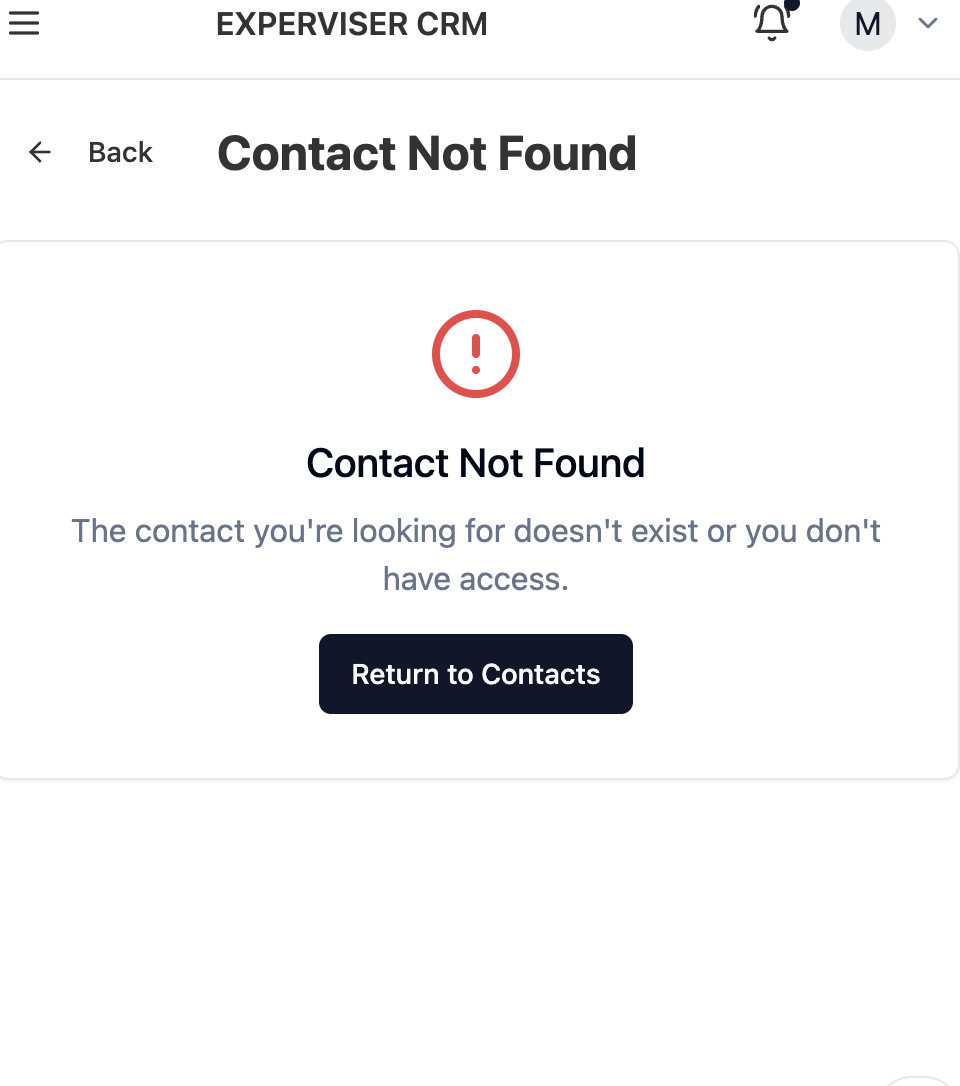 EXPERVISER CRM
M
Back
Contact Not Found
Contact Not Found
The contact you're looking for doesn't exist or you don't
have access.
Return to Contacts